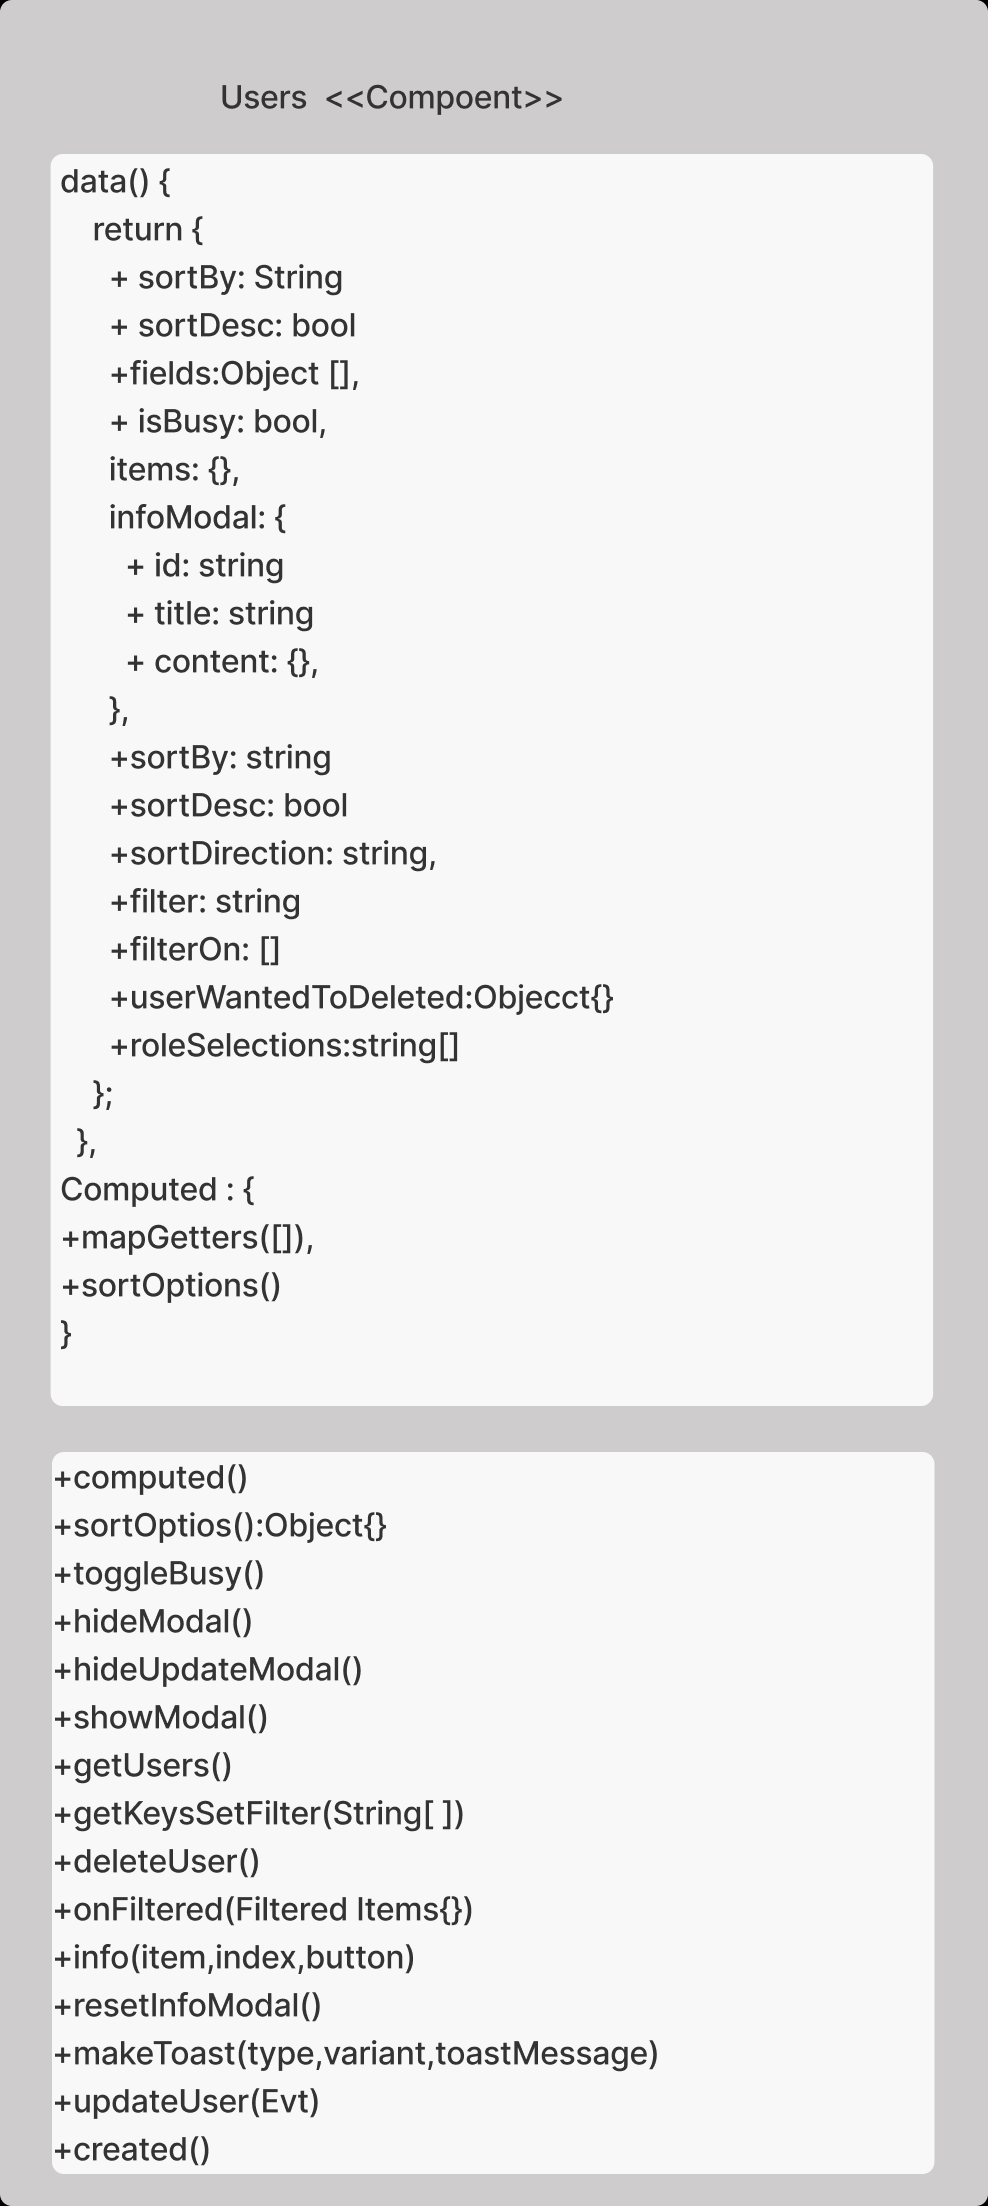 Users  <<Compoent>>
data() {
    return {
      + sortBy: String
      + sortDesc: bool
      +fields:Object [],
      + isBusy: bool,
      items: {},
      infoModal: {
        + id: string
        + title: string
        + content: {},
      },
      +sortBy: string
      +sortDesc: bool
      +sortDirection: string,
      +filter: string
      +filterOn: []
      +userWantedToDeleted:Objecct{}
      +roleSelections:string[]
    };
  },
Computed : {
+mapGetters([]),
+sortOptions()
}
+computed()
+sortOptios():Object{}
+toggleBusy()
+hideModal()
+hideUpdateModal()
+showModal()
+getUsers()
+getKeysSetFilter(String[ ])
+deleteUser()
+onFiltered(Filtered Items{})
+info(item,index,button)
+resetInfoModal()
+makeToast(type,variant,toastMessage)
+updateUser(Evt)
+created()